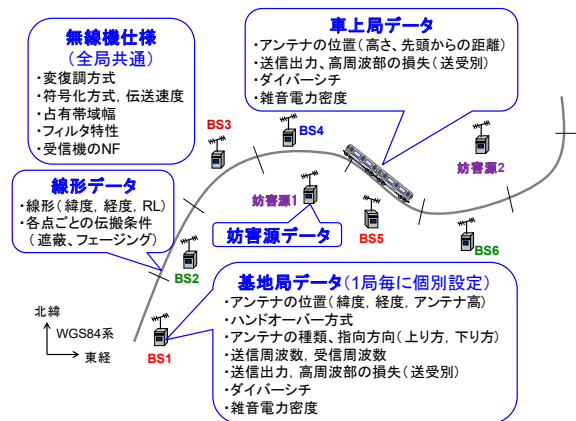 無線機仕様
(全局共通)
・変復調方式
・符号化方式, 伝送速度
・占有帯域幅
・フィルタ特性
・受信機のNF
車上局データ
・アンテナの位置(高さ、先頭からの距離)
・送信出力、高周波部の損失(送受別)
・ダイバーシチ
・雑音電力密度
BS3
BS4
妨害源2
線形データ
・線形(緯度, 経度, RL)
・各点ごとの伝搬条件
(遮蔽、フェージング)
妨害源1
妨害源データ
BS5
BS6
BS2
基地局データ(1局毎に個別設定)
・アンテナの位置(緯度, 経度, アンテナ高)
・ハンドオーバー方式
・アンテナの種類、指向方向(上り方, 下り方)
・送信周波数, 受信周波数
・送信出力, 高周波部の損失(送受別)
・ダイバーシチ
・雑音電力密度
北緯
WGS84系
東経
BS1